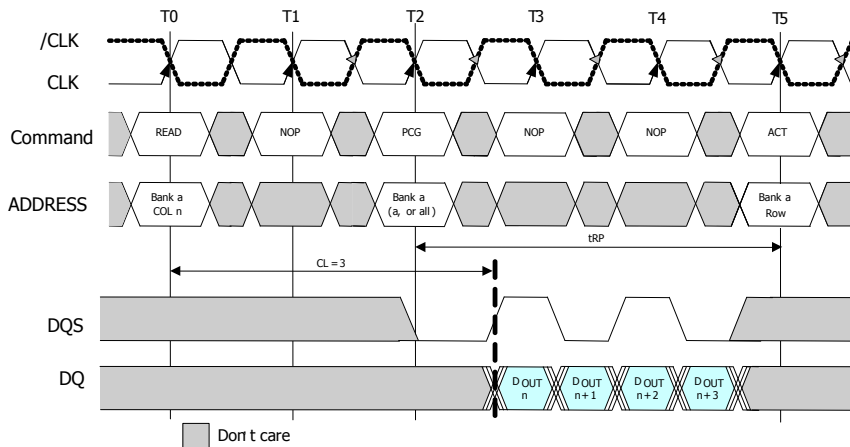 T0 T1 T2 T3 T4 T5
/CLK
CLK
Command READ NOP PCG NOP NOP ACT
ADDRESS
Bank a
COL n
Bank a
(a, or all)
Bank a
Row
tRP
CL = 3
DQS
DQ
DOUT
n
DOUT
n+1
DOUT
n+2
DOUT
n+3
Don't care